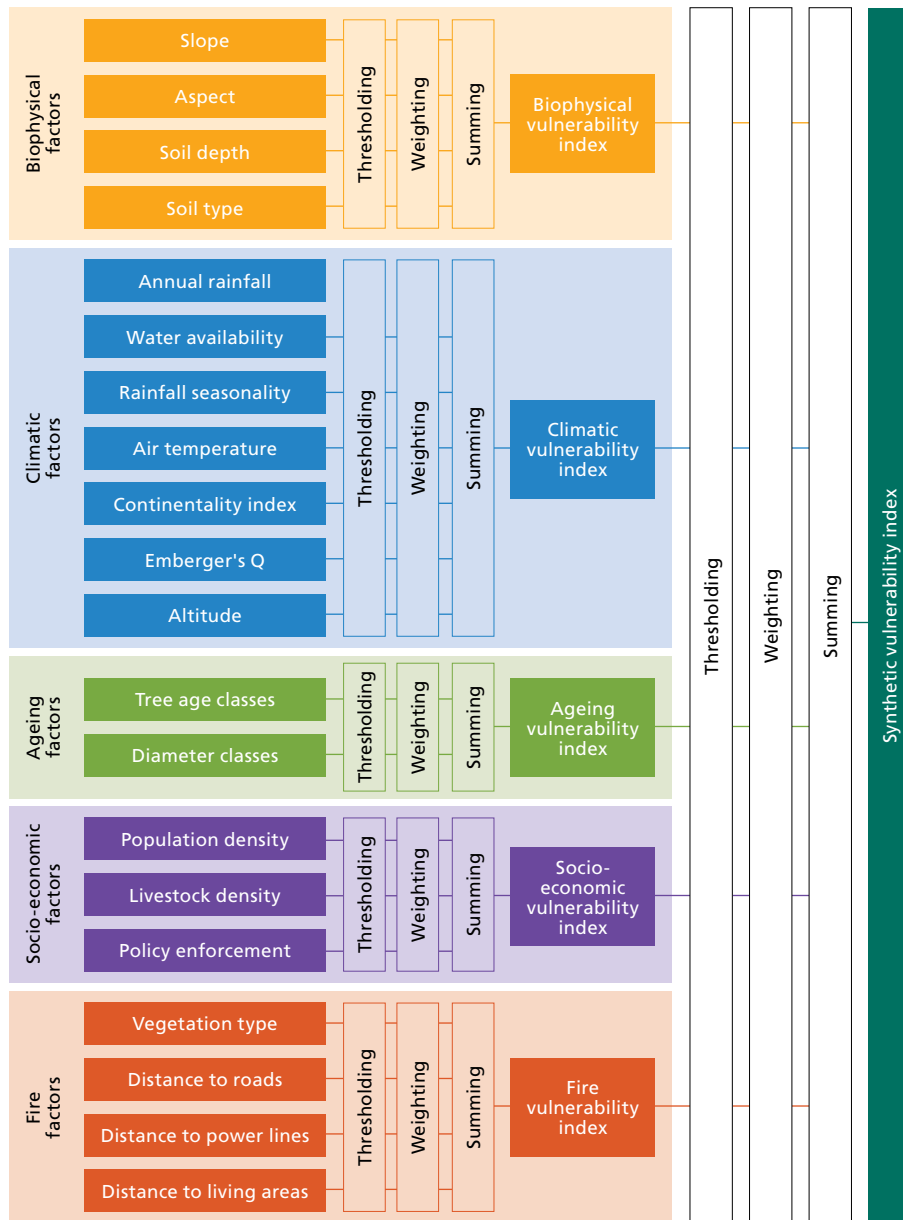 Biophysical
factors
Slope
Aspect
Soil depth
Soil type
Thresholding
Weighting
Summing
Biophysical
vulnerability
index
Climatic
factors
Annual rainfall
Water availability
Rainfall seasonality
Air temperature
Continentality index
Emberger's Q
Altitude
Thresholding
Weighting
Summing
Climatic
vulnerability
index
Ageing
factors
Tree age classes
Diameter classes
Thresholding
Weighting
Summing
Ageing
vulnerability
index
Socio-economic
factors
Population density
Livestock density
Policy enforcement
Thresholding
Weighting
Summing
Socio-
economic
vulnerability
index
Fire
factors
Vegetation type
Distance to roads
Distance to power lines
Distance to living areas
Thresholding
Weighting
Summing
Fire
vulnerability
index
Thresholding
Weighting
Summing
Synthetic vulnerability index